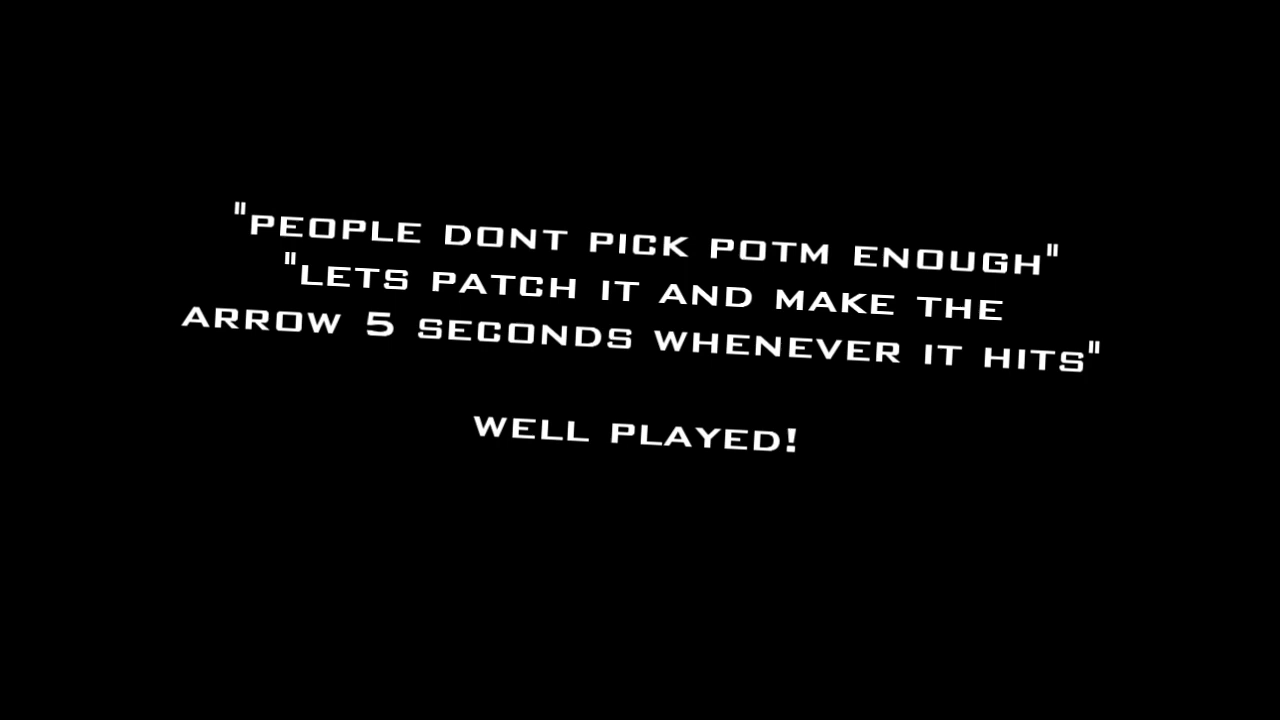 "PEOPLE DONT PICK POTM ENOUGH"
"LETS PATCH IT AND MAKE THE
ARROW 5 SECONDS WHENEVER IT HITS"
WELL PLAYED!